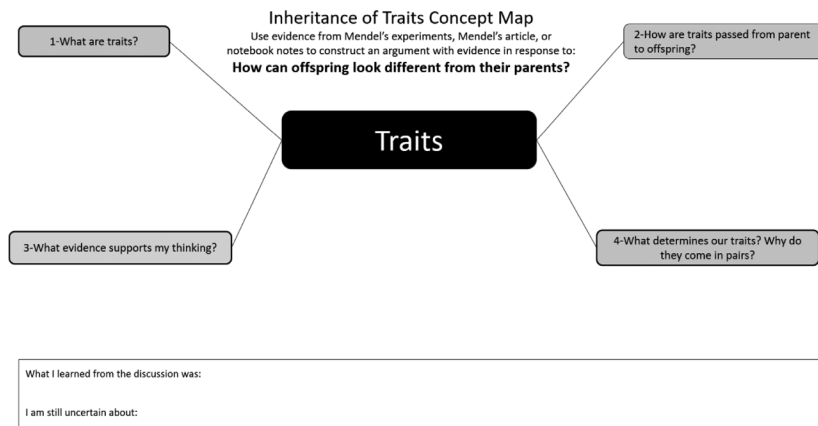 Inheritance of Traits Concept Map
Use evidence from Mendel's experiments, Mendel's article, or
notebook notes to construct an argument with evidence in response to:
How can offspring look different from their parents?
1-What are traits?
2-How are traits passed from parent
to offspring?
Traits
3-What evidence supports my thinking?
4-What determines our traits? Why do
they come in pairs?
What I learned from the discussion was:
I am still uncertain about: